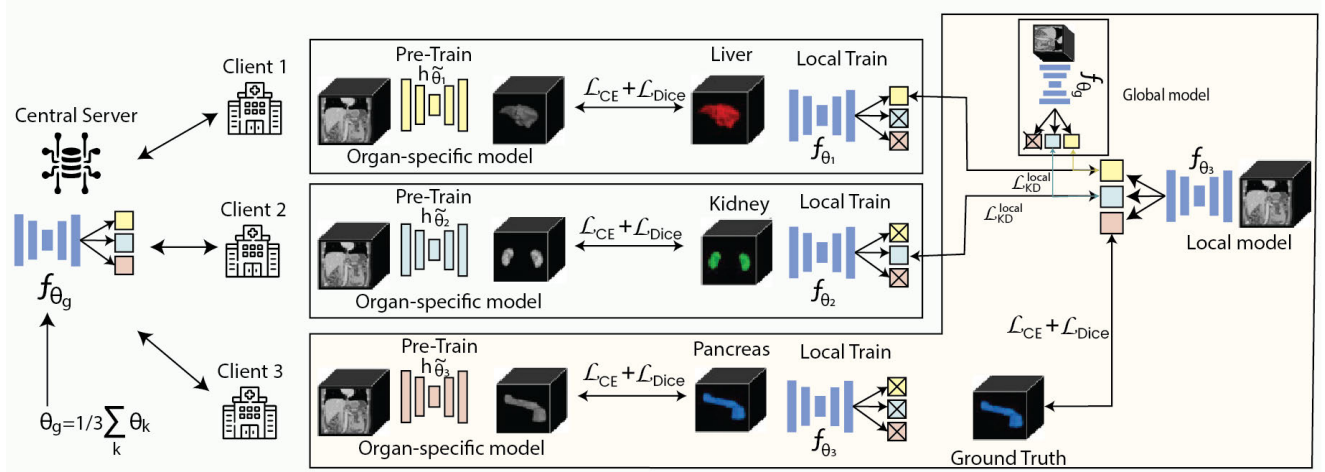 Central Server
f_θg
θg=1/3∑θk
k
Client 1
Client 2
Client 3
Pre-Train
h θ̃1
Organ-specific model
ℒCE + ℒDice
Liver
Local Train
f_θ1
Pre-Train
h θ̃2
Organ-specific model
ℒCE + ℒDice
Kidney
Local Train
f_θ2
Pre-Train
h θ̃3
Organ-specific model
ℒCE + ℒDice
Pancreas
Local Train
f_θ3
f_θg
Global model
ℒKD^local
ℒKD^local
f_θ3
Local model
ℒCE + ℒDice
Ground Truth